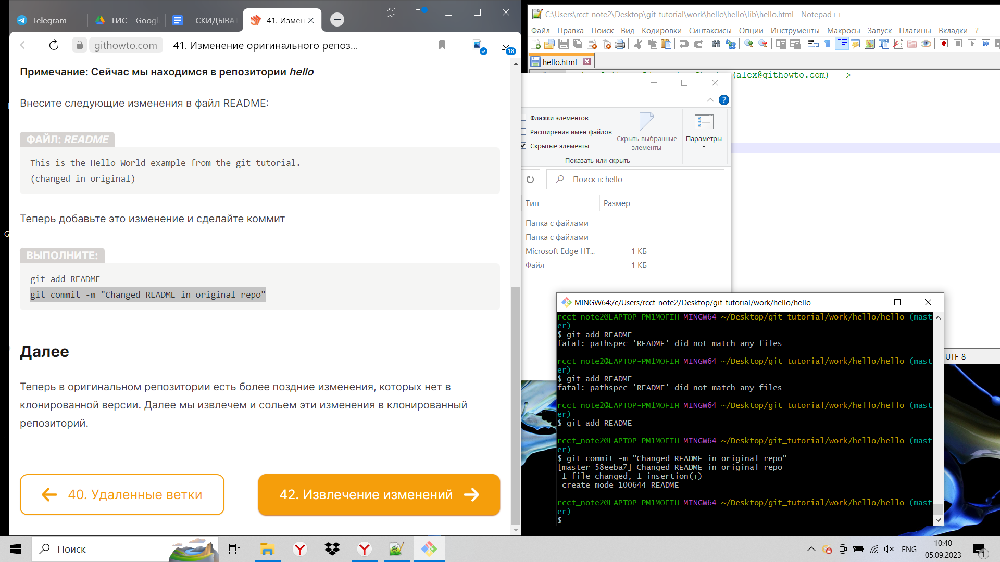 Telegram
ТИС – Googl
__СКИДЫВАТ
41. Измен
githowto.com
41. Изменение оригинального репоз...
18
Примечание: Сейчас мы находимся в репозитории hello
Внесите следующие изменения в файл README:
ФАЙЛ: README
This is the Hello World example from the git tutorial.
(changed in original)
Теперь добавьте это изменение и сделайте коммит
ВЫПОЛНИТЕ:
git add README
git commit -m "Changed README in original repo"
Далее
Теперь в оригинальном репозитории есть более поздние изменения, которых нет в
клонированной версии. Далее мы извлечем и сольем эти изменения в клонированный
репозиторий.
40. Удаленные ветки
42. Извлечение изменений
C:\Users\rcct_note2\Desktop\git_tutorial\work\hello\hello\lib\hello.html - Notepad++
Файл Правка Поиск Вид Кодировки Синтаксисы Опции Инструменты Макросы Запуск Плагины Вкладки ?
hello.html
(alex@githowto.com) -->
Флажки элементов
Расширения имен файлов
Скрытые элементы
Скрыть выбранные
элементы
Параметры
Показать или скрыть
Поиск в: hello
Тип Размер
Папка с файлами
Папка с файлами
Microsoft Edge HT... 1 КБ
Файл 1 КБ
UTF-8
MINGW64:/c/Users/rcct_note2/Desktop/git_tutorial/work/hello/hello
rcct_note2@LAPTOP-PM1MOFIH MINGW64 ~/Desktop/git_tutorial/work/hello/hello (mast
er)
$ git add README
fatal: pathspec 'README' did not match any files
rcct_note2@LAPTOP-PM1MOFIH MINGW64 ~/Desktop/git_tutorial/work/hello/hello (mast
er)
$ git add README
fatal: pathspec 'README' did not match any files
rcct_note2@LAPTOP-PM1MOFIH MINGW64 ~/Desktop/git_tutorial/work/hello/hello (mast
er)
$ git add README
rcct_note2@LAPTOP-PM1MOFIH MINGW64 ~/Desktop/git_tutorial/work/hello/hello (mast
er)
$ git commit -m "Changed README in original repo"
[master 58eeba7] Changed README in original repo
1 file changed, 1 insertion(+)
create mode 100644 README
rcct_note2@LAPTOP-PM1MOFIH MINGW64 ~/Desktop/git_tutorial/work/hello/hello (mast
er)
$
Поиск
ENG
10:40
05.09.2023
1